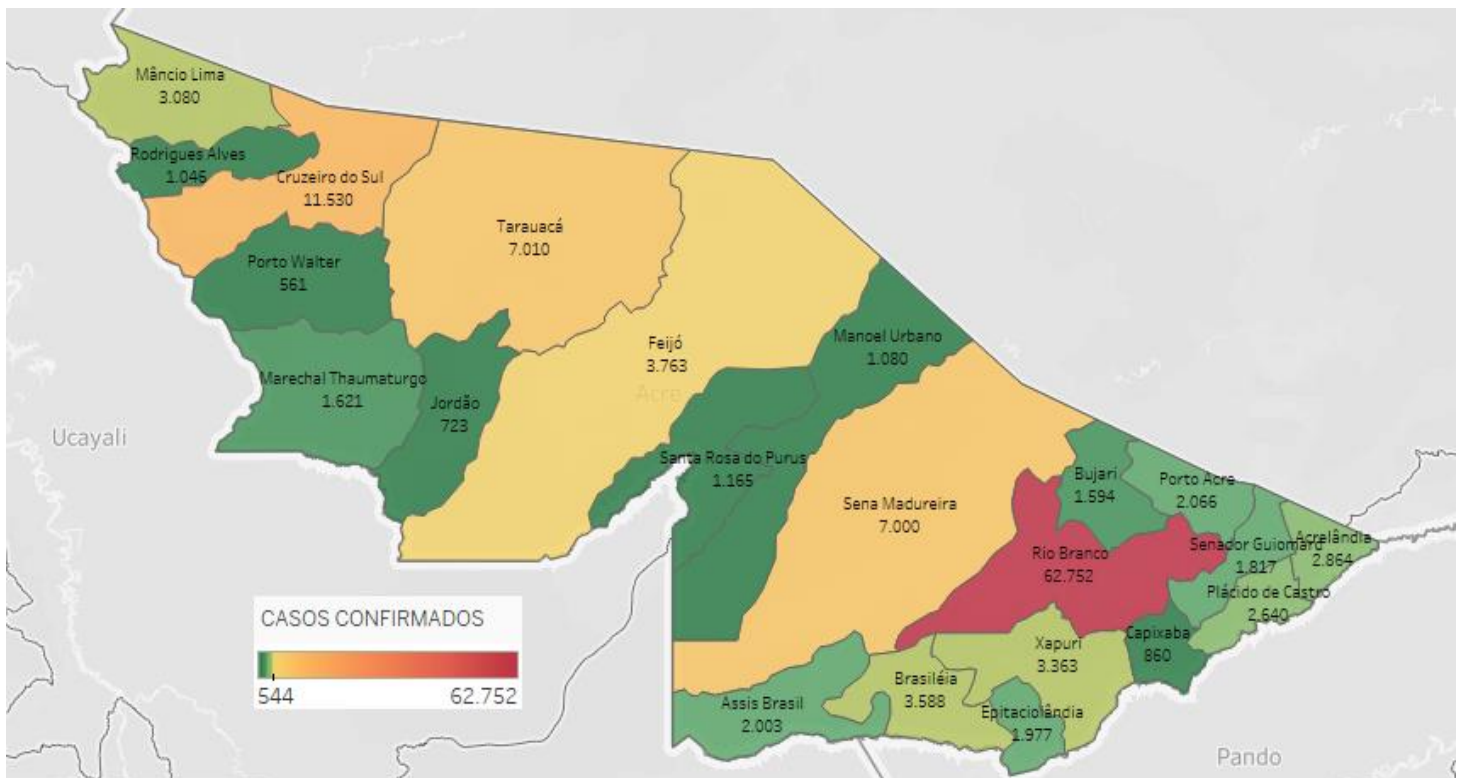 Mâncio Lima
3.080
Rodrigues Alves
1.046
Cruzeiro do Sul
11.530
Tarauacá
7.010
Porto Walter
561
Feijó
3.763
Manoel Urbano
1.080
Acre
Marechal Thaumaturgo
1.621
Jordão
723
Ucayali
Santa Rosa do Purus
1.165
Sena Madureira
7.000
Bujari
1.594
Porto Acre
2.066
Rio Branco
62.752
Senador Guiomard
1.817
Acrelândia
2.864
Plácido de Castro
2.640
Capixaba
860
Xapuri
3.363
Brasiléia
3.588
Epitaciolândia
1.977
Assis Brasil
2.003
Pando
CASOS CONFIRMADOS
544 62.752